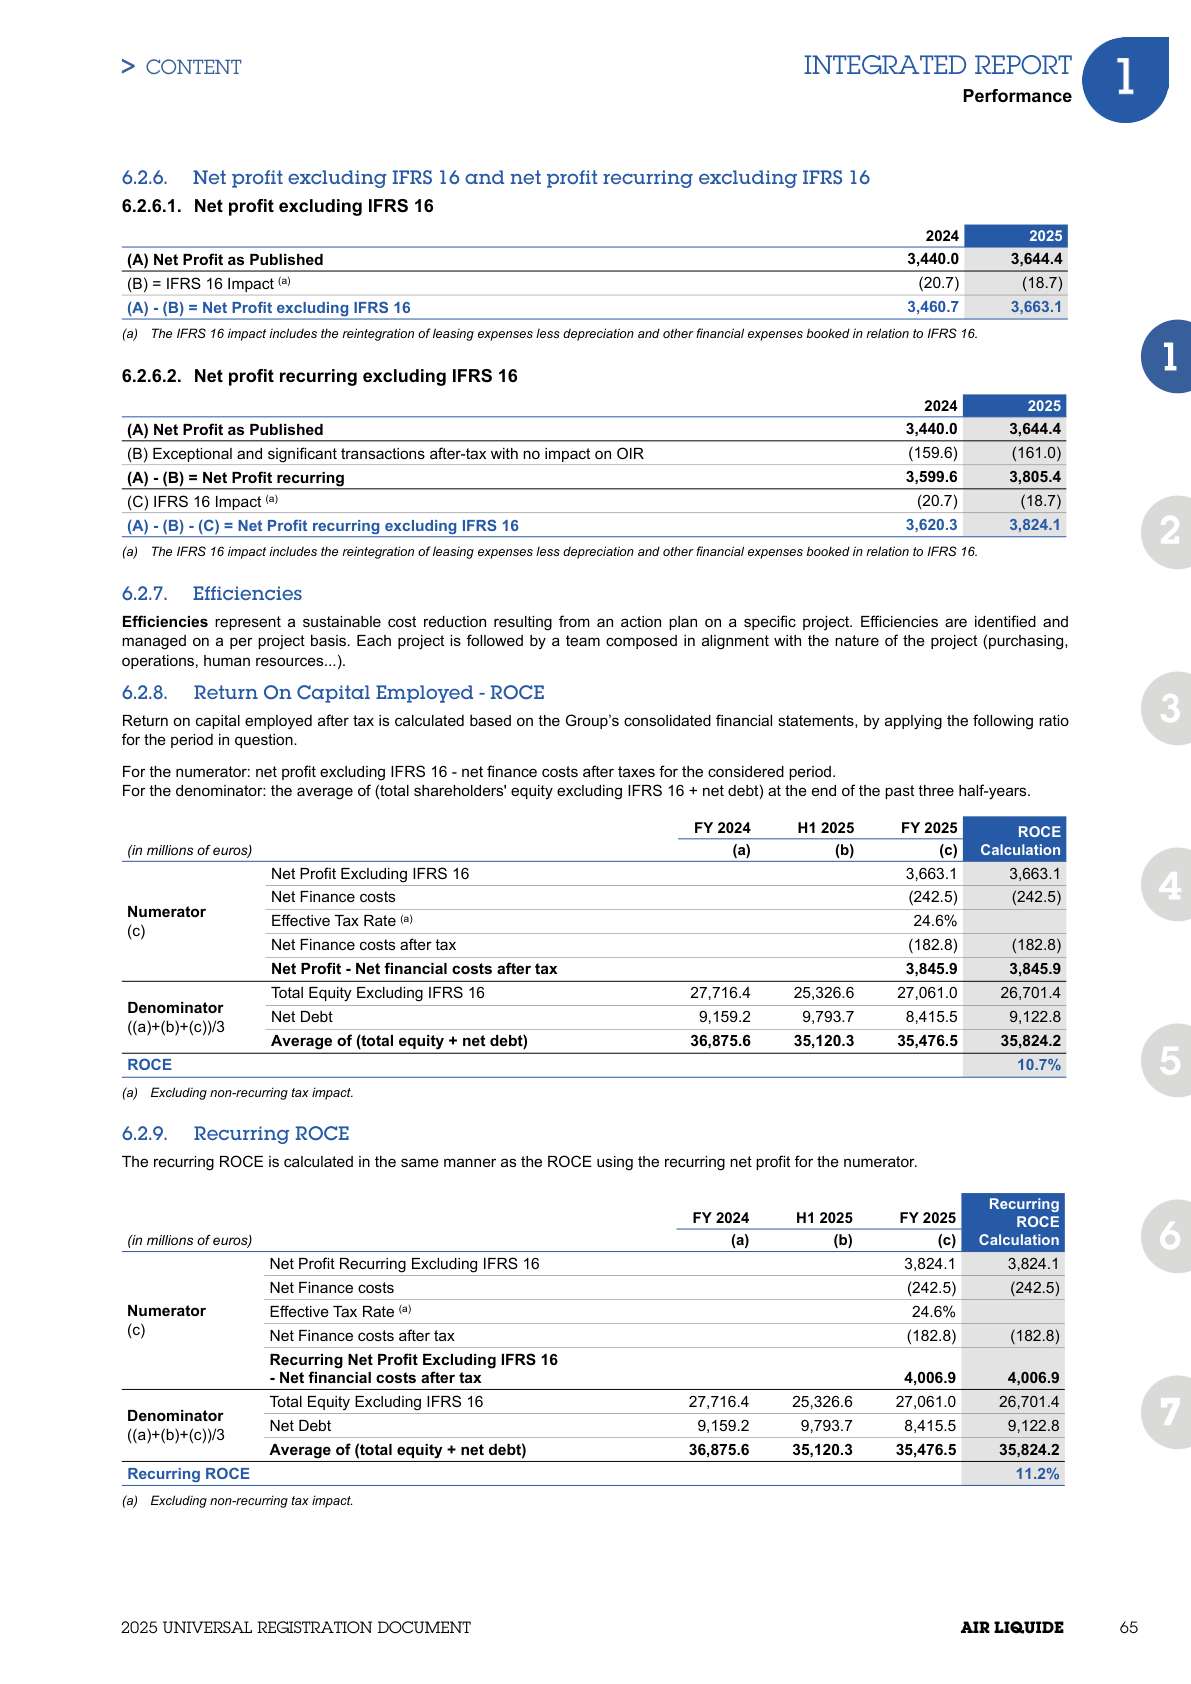 > CONTENT
INTEGRATED REPORT
Performance
1
6.2.6. Net profit excluding IFRS 16 and net profit recurring excluding IFRS 16
6.2.6.1. Net profit excluding IFRS 16
2024 2025
(A) Net Profit as Published 3,440.0 3,644.4
(B) = IFRS 16 Impact (a) (20.7) (18.7)
(A) - (B) = Net Profit excluding IFRS 16 3,460.7 3,663.1
(a) The IFRS 16 impact includes the reintegration of leasing expenses less depreciation and other financial expenses booked in relation to IFRS 16.
1
6.2.6.2. Net profit recurring excluding IFRS 16
2024 2025
(A) Net Profit as Published 3,440.0 3,644.4
(B) Exceptional and significant transactions after-tax with no impact on OIR (159.6) (161.0)
(A) - (B) = Net Profit recurring 3,599.6 3,805.4
(C) IFRS 16 Impact (a) (20.7) (18.7)
(A) - (B) - (C) = Net Profit recurring excluding IFRS 16 3,620.3 3,824.1
(a) The IFRS 16 impact includes the reintegration of leasing expenses less depreciation and other financial expenses booked in relation to IFRS 16.
2
6.2.7. Efficiencies
Efficiencies represent a sustainable cost reduction resulting from an action plan on a specific project. Efficiencies are identified and
managed on a per project basis. Each project is followed by a team composed in alignment with the nature of the project (purchasing,
operations, human resources...).
6.2.8. Return On Capital Employed - ROCE
3
Return on capital employed after tax is calculated based on the Group's consolidated financial statements, by applying the following ratio
for the period in question.
For the numerator: net profit excluding IFRS 16 - net finance costs after taxes for the considered period.
For the denominator: the average of (total shareholders' equity excluding IFRS 16 + net debt) at the end of the past three half-years.
FY 2024 H1 2025 FY 2025 ROCE
(in millions of euros) (a) (b) (c) Calculation
Net Profit Excluding IFRS 16 3,663.1 3,663.1
4
Net Finance costs (242.5) (242.5)
Numerator
(c)
Effective Tax Rate (a) 24.6%
Net Finance costs after tax (182.8) (182.8)
Net Profit - Net financial costs after tax 3,845.9 3,845.9
Total Equity Excluding IFRS 16 27,716.4 25,326.6 27,061.0 26,701.4
Denominator
((a)+(b)+(c))/3
Net Debt 9,159.2 9,793.7 8,415.5 9,122.8
Average of (total equity + net debt) 36,875.6 35,120.3 35,476.5 35,824.2
5
ROCE 10.7%
(a) Excluding non-recurring tax impact.
6.2.9. Recurring ROCE
The recurring ROCE is calculated in the same manner as the ROCE using the recurring net profit for the numerator.
Recurring
FY 2024 H1 2025 FY 2025 ROCE
(in millions of euros) (a) (b) (c) Calculation
6
Net Profit Recurring Excluding IFRS 16 3,824.1 3,824.1
Net Finance costs (242.5) (242.5)
Numerator
(c)
Effective Tax Rate (a) 24.6%
Net Finance costs after tax (182.8) (182.8)
Recurring Net Profit Excluding IFRS 16
- Net financial costs after tax 4,006.9 4,006.9
Total Equity Excluding IFRS 16 27,716.4 25,326.6 27,061.0 26,701.4
Denominator
((a)+(b)+(c))/3
Net Debt 9,159.2 9,793.7 8,415.5 9,122.8
7
Average of (total equity + net debt) 36,875.6 35,120.3 35,476.5 35,824.2
Recurring ROCE 11.2%
(a) Excluding non-recurring tax impact.
2025 UNIVERSAL REGISTRATION DOCUMENT AIR LIQUIDE 65